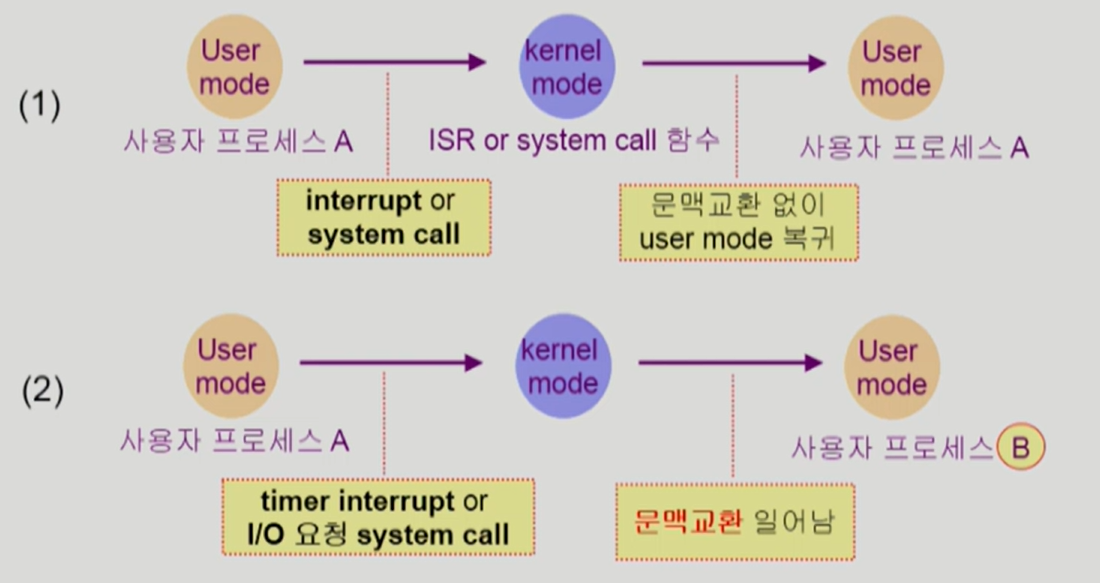 (1)
User
mode
kernel
mode
User
mode
사용자 프로세스 A
ISR or system call 함수
사용자 프로세스 A
interrupt or
system call
문맥교환 없이
user mode 복귀
(2)
User
mode
kernel
mode
User
mode
사용자 프로세스 A
사용자 프로세스 B
timer interrupt or
I/O 요청 system call
문맥교환 일어남